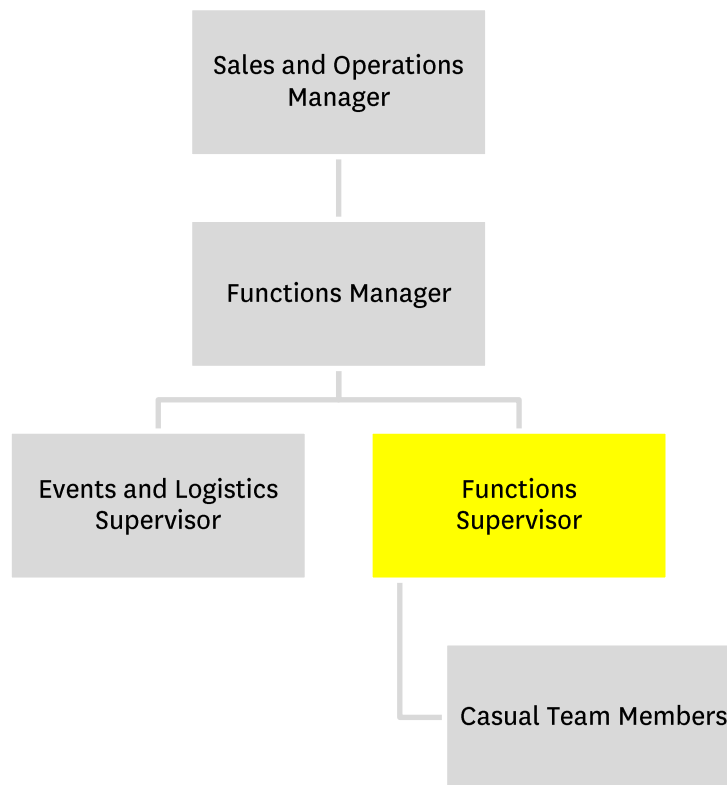 Sales and Operations
Manager
Functions Manager
Events and Logistics
Supervisor
Functions
Supervisor
Casual Team Members